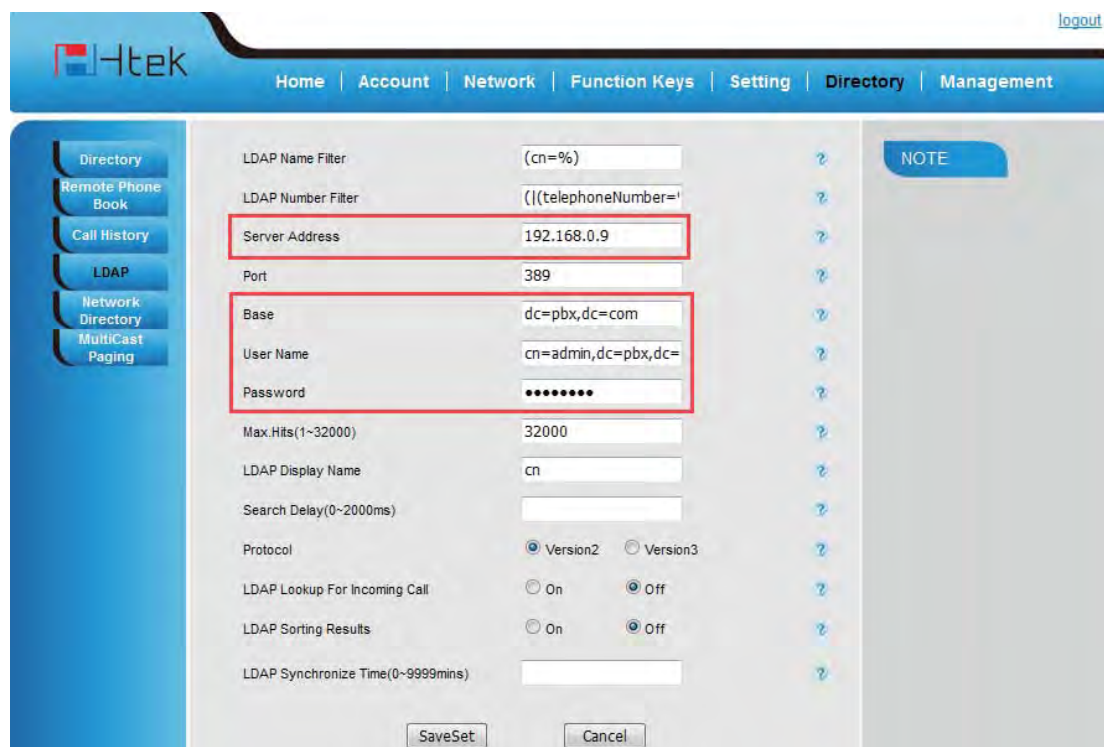 logout
Htek
Home | Account | Network | Function Keys | Setting | Directory | Management
Directory
Remote Phone
Book
Call History
LDAP
Network
Directory
MultiCast
Paging
LDAP Name Filter (cn=%) ?
LDAP Number Filter (|(telephoneNumber= ?
Server Address 192.168.0.9 ?
Port 389 ?
Base dc=pbx,dc=com ?
User Name cn=admin,dc=pbx,dc= ?
Password •••••••• ?
Max.Hits(1~32000) 32000 ?
LDAP Display Name cn ?
Search Delay(0~2000ms) ?
Protocol Version2 Version3 ?
LDAP Lookup For Incoming Call On Off ?
LDAP Sorting Results On Off ?
LDAP Synchronize Time(0~9999mins) ?
SaveSet Cancel
NOTE